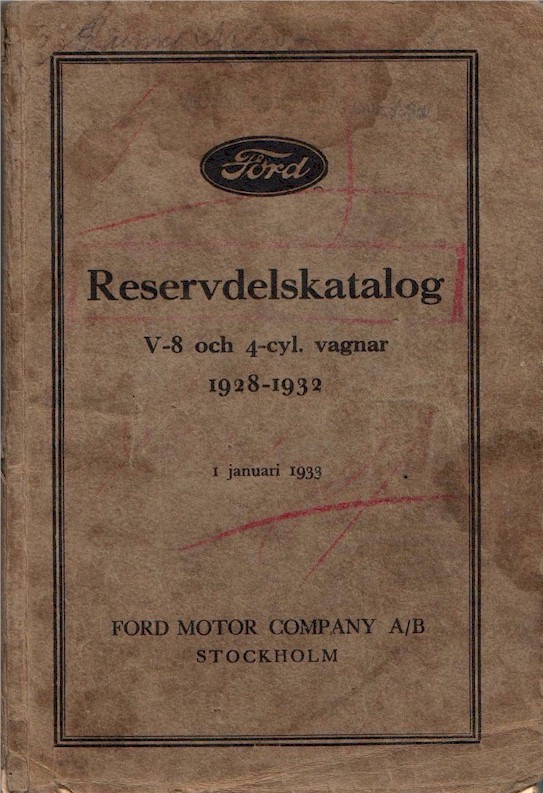 Ford
Reservdelskatalog
V-8 och 4-cyl. vagnar
1928-1932
1 januari 1933
FORD MOTOR COMPANY A/B
STOCKHOLM